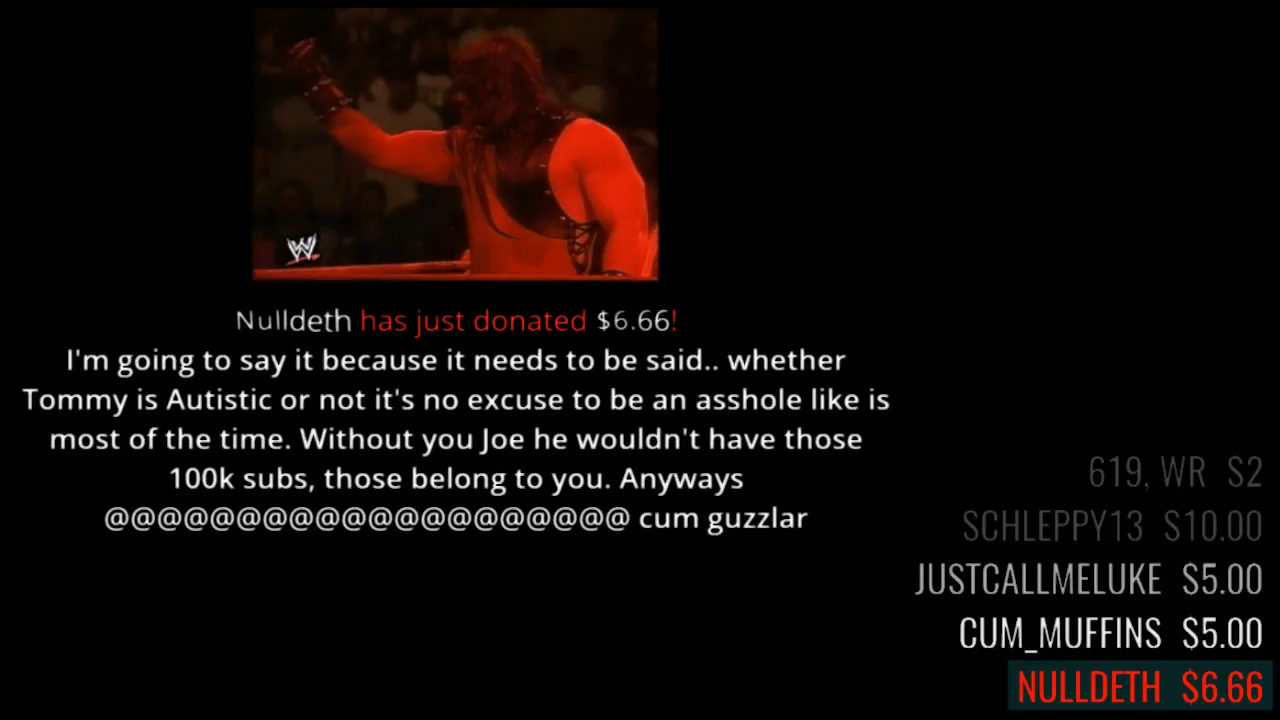 W
Nulldeth has just donated $6.66!
I'm going to say it because it needs to be said.. whether
Tommy is Autistic or not it's no excuse to be an asshole like is
most of the time. Without you Joe he wouldn't have those
100k subs, those belong to you. Anyways
@@@@@@@@@@@@@@@@@@@@ cum guzzlar
619, WR $2
SCHLEPPY13 $10.00
JUSTCALLMELUKE $5.00
CUM_MUFFINS $5.00
NULLDETH $6.66